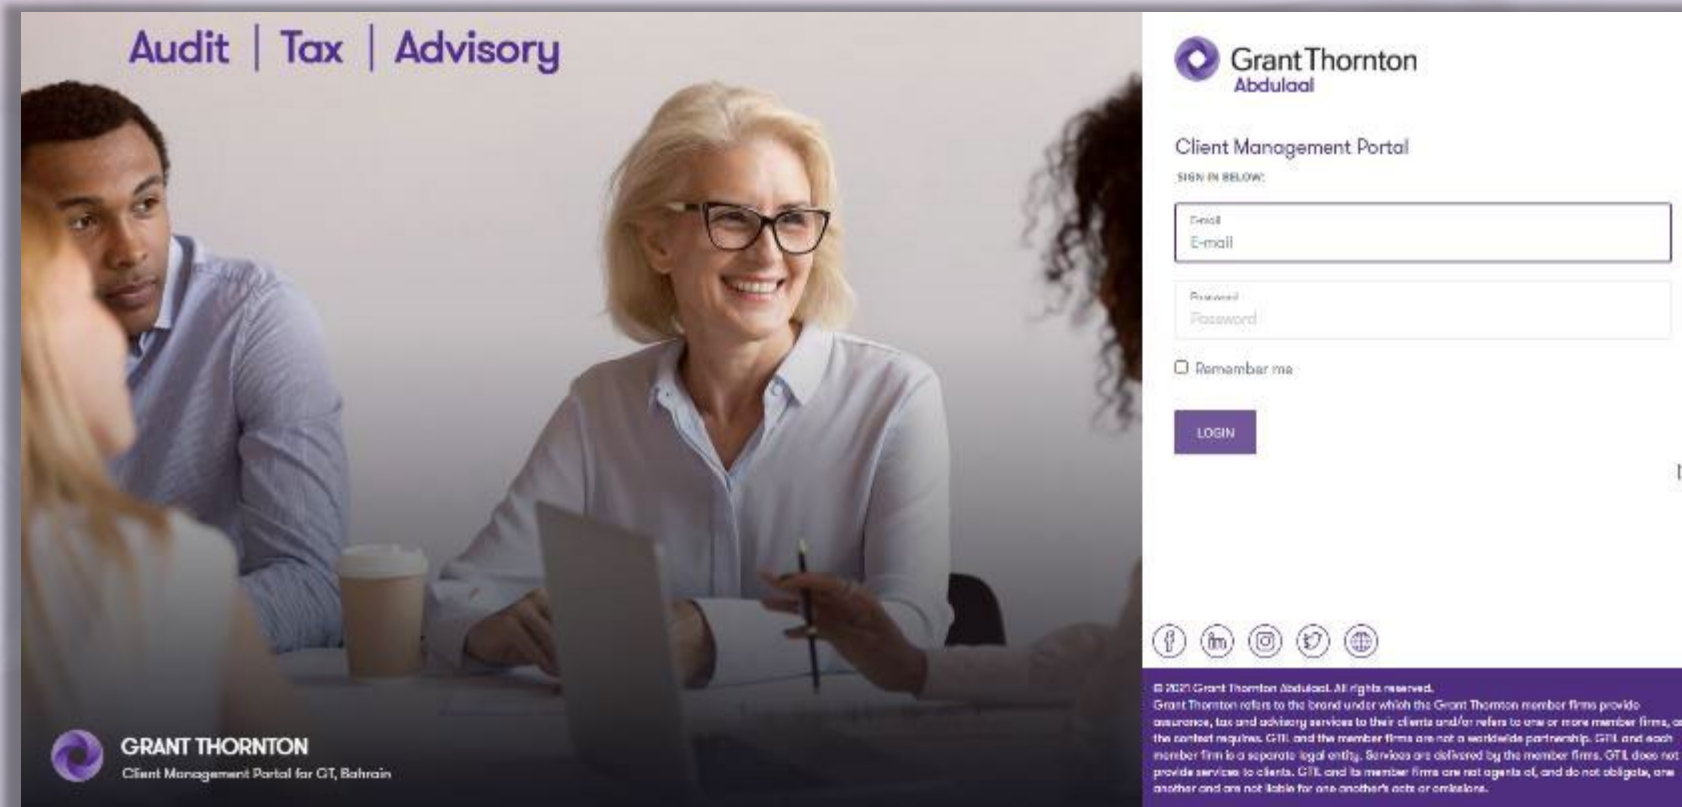 Audit | Tax | Advisory
GRANT THORNTON
Client Management Portal for GT, Bahrain
Grant Thornton
Abdulaal
Client Management Portal
SIGN IN BELOW:
E-mail
E-mail
Password
Password
Remember me
LOGIN
© 2021 Grant Thornton Abdulaal. All rights reserved.
Grant Thornton refers to the brand under which the Grant Thornton member firms provide
assurance, tax and advisory services to their clients and/or refers to one or more member firms, as
the context requires. GTIL and the member firms are not a worldwide partnership. GTIL and each
member firm is a separate legal entity. Services are delivered by the member firms. GTIL does not
provide services to clients. GTIL and its member firms are not agents of, and do not obligate, one
another and are not liable for one another's acts or omissions.